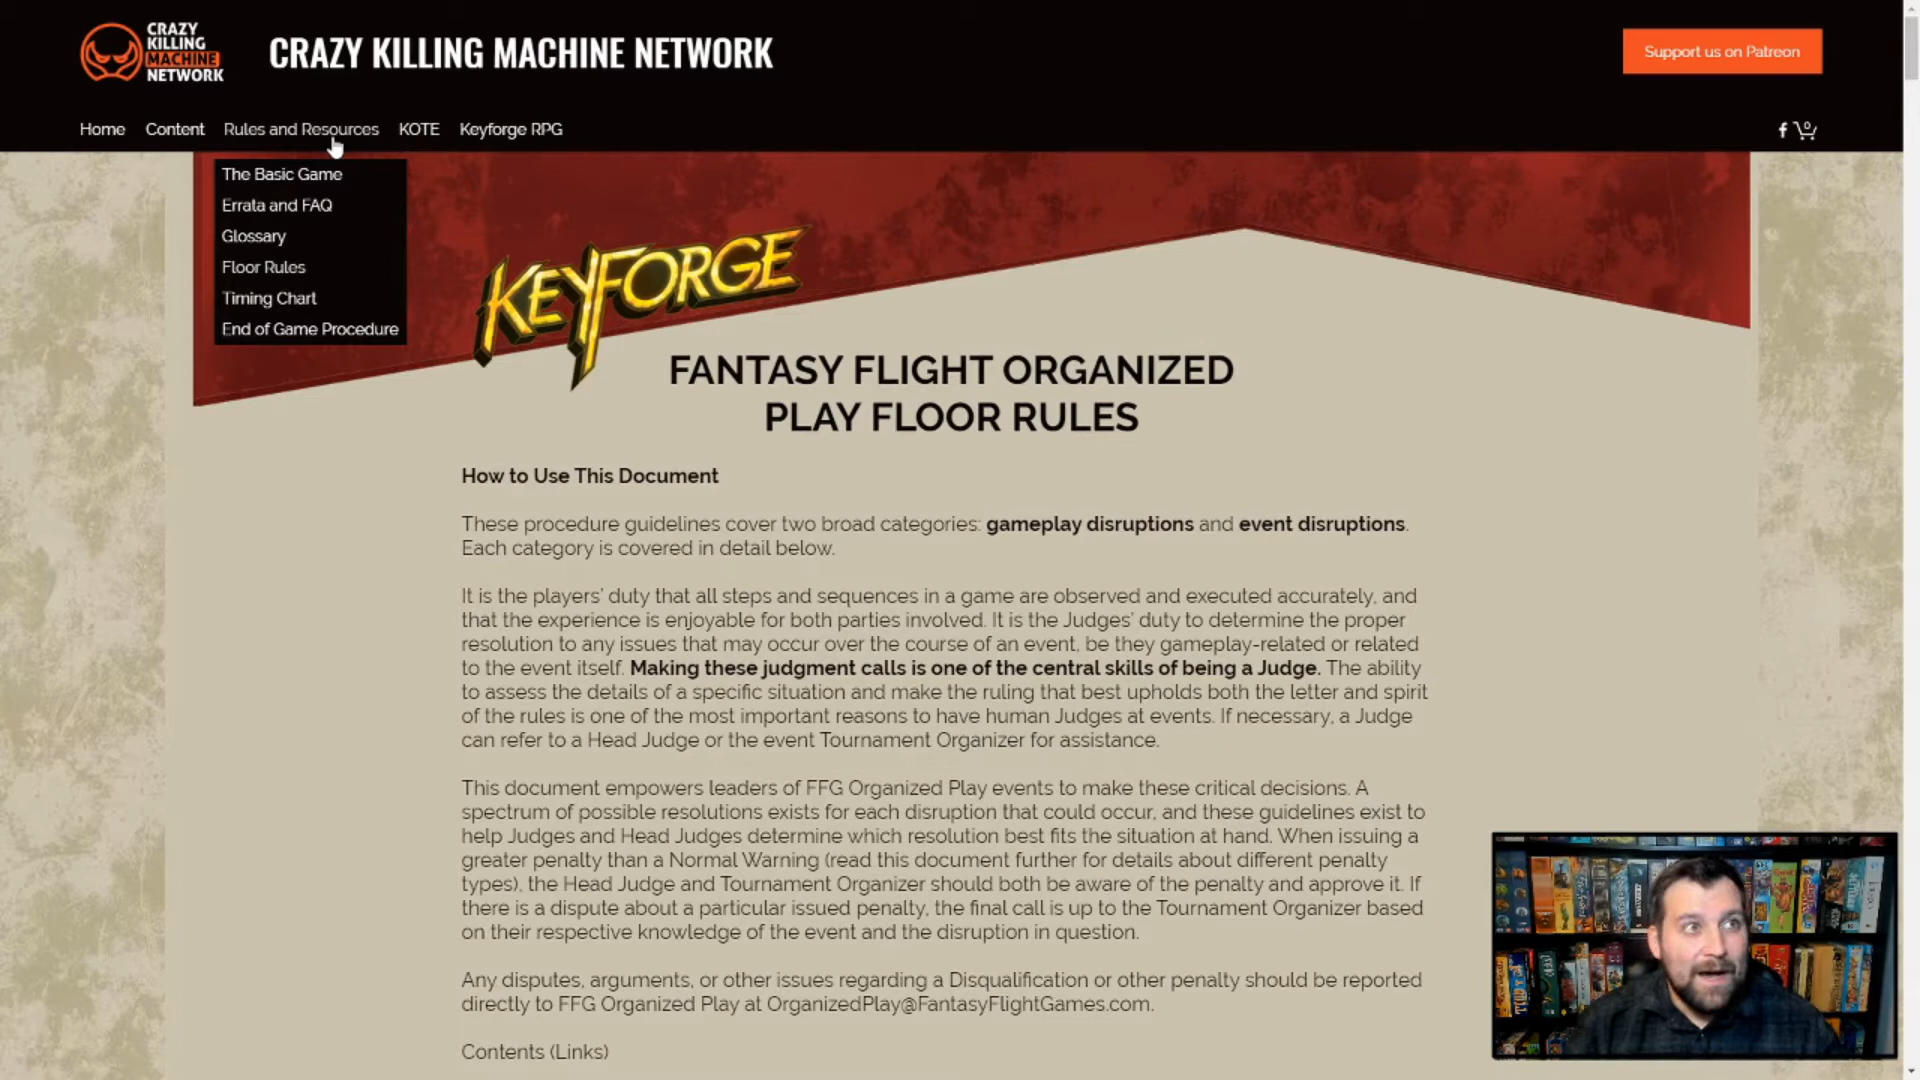 CRAZY
KILLING
MACHINE
NETWORK
CRAZY KILLING MACHINE NETWORK
Support us on Patreon
Home Content Rules and Resources KOTE Keyforge RPG
0
The Basic Game
Errata and FAQ
Glossary
Floor Rules
Timing Chart
End of Game Procedure
KEYFORGE
FANTASY FLIGHT ORGANIZED
PLAY FLOOR RULES
How to Use This Document
These procedure guidelines cover two broad categories: gameplay disruptions and event disruptions.
Each category is covered in detail below.
It is the players' duty that all steps and sequences in a game are observed and executed accurately, and
that the experience is enjoyable for both parties involved. It is the Judges' duty to determine the proper
resolution to any issues that may occur over the course of an event, be they gameplay-related or related
to the event itself. Making these judgment calls is one of the central skills of being a Judge. The ability
to assess the details of a specific situation and make the ruling that best upholds both the letter and spirit
of the rules is one of the most important reasons to have human Judges at events. If necessary, a Judge
can refer to a Head Judge or the event Tournament Organizer for assistance.
This document empowers leaders of FFG Organized Play events to make these critical decisions. A
spectrum of possible resolutions exists for each disruption that could occur, and these guidelines exist to
help Judges and Head Judges determine which resolution best fits the situation at hand. When issuing a
greater penalty than a Normal Warning (read this document further for details about different penalty
types), the Head Judge and Tournament Organizer should both be aware of the penalty and approve it. If
there is a dispute about a particular issued penalty, the final call is up to the Tournament Organizer based
on their respective knowledge of the event and the disruption in question.
Any disputes, arguments, or other issues regarding a Disqualification or other penalty should be reported
directly to FFG Organized Play at OrganizedPlay@FantasyFlightGames.com.
Contents (Links)